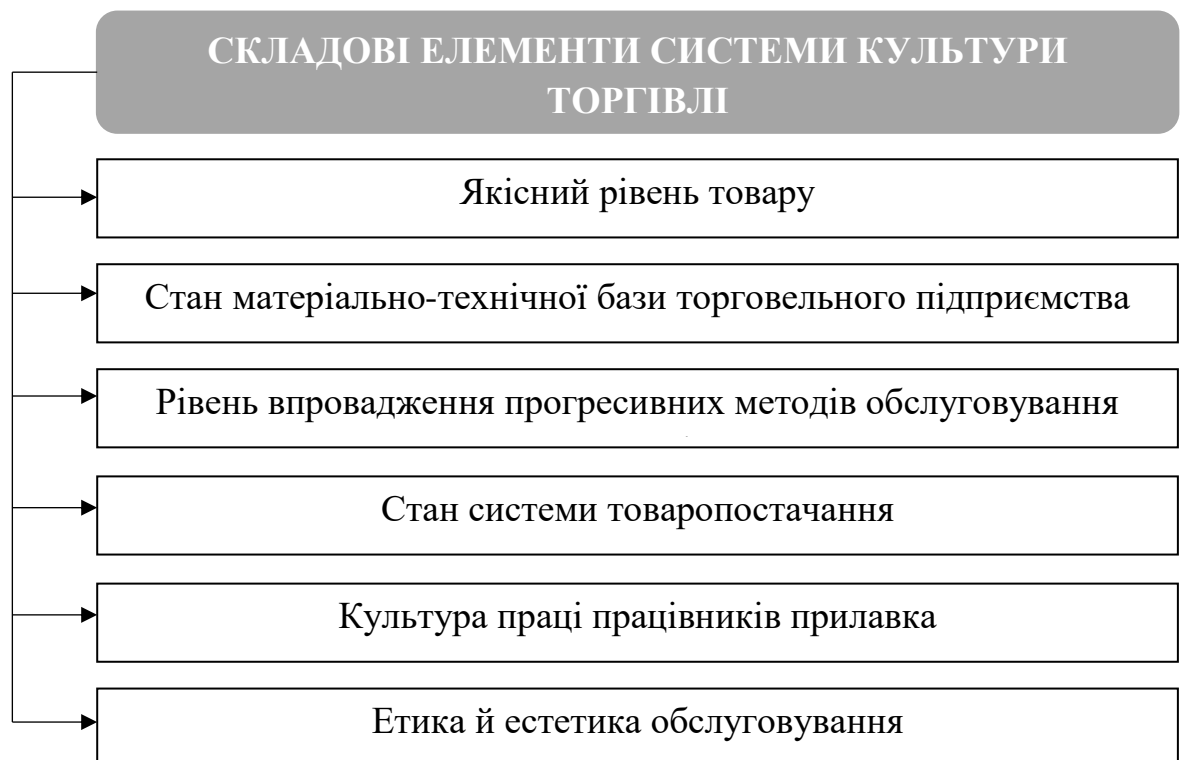 СКЛАДОВІ ЕЛЕМЕНТИ СИСТЕМИ КУЛЬТУРИ
ТОРГІВЛІ
Якісний рівень товару
Стан матеріально-технічної бази торговельного підприємства
Рівень впровадження прогресивних методів обслуговування
Стан системи товаропостачання
Культура праці працівників прилавка
Етика й естетика обслуговування